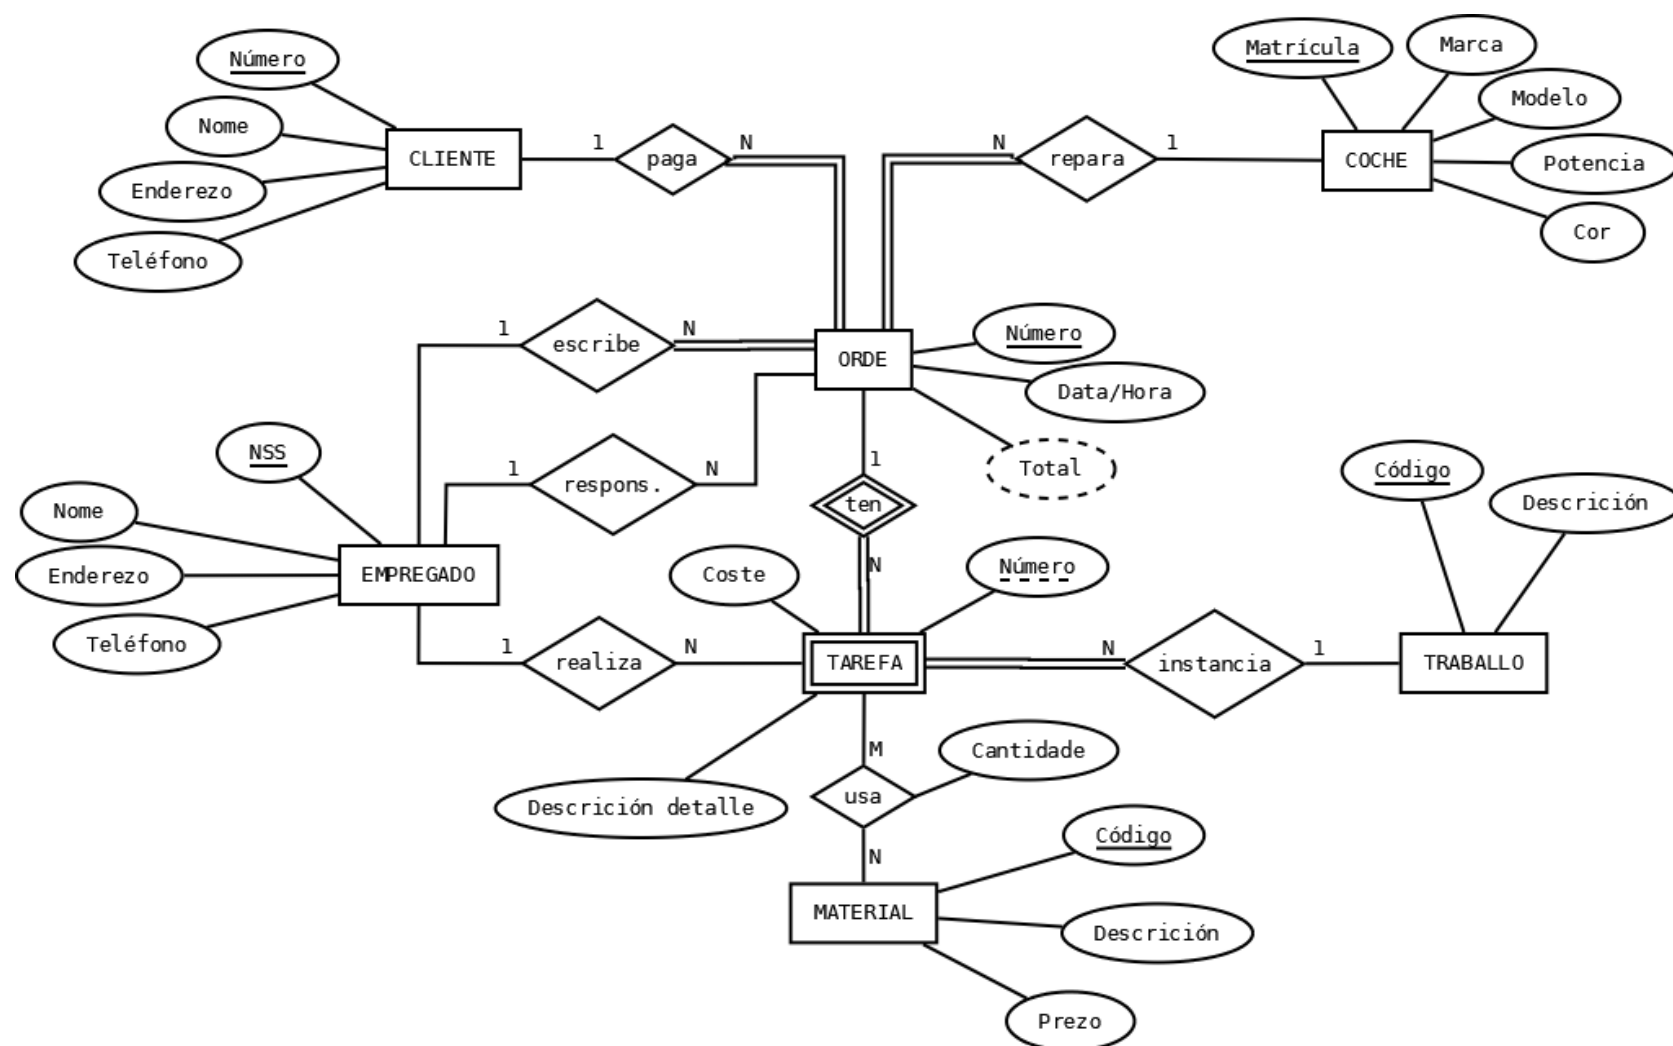 Número
Nome
Enderezo
Teléfono
CLIENTE
1
paga
N
N
repara
1
COCHE
Matrícula
Marca
Modelo
Potencia
Cor
1
escribe
N
ORDE
Número
Data/Hora
Total
1
respons.
N
1
ten
N
NSS
Nome
Enderezo
Teléfono
EMPREGADO
Coste
Número
1
realiza
N
TAREFA
N
instancia
1
TRABALLO
Código
Descrición
Descrición detalle
M
usa
Cantidade
N
MATERIAL
Código
Descrición
Prezo